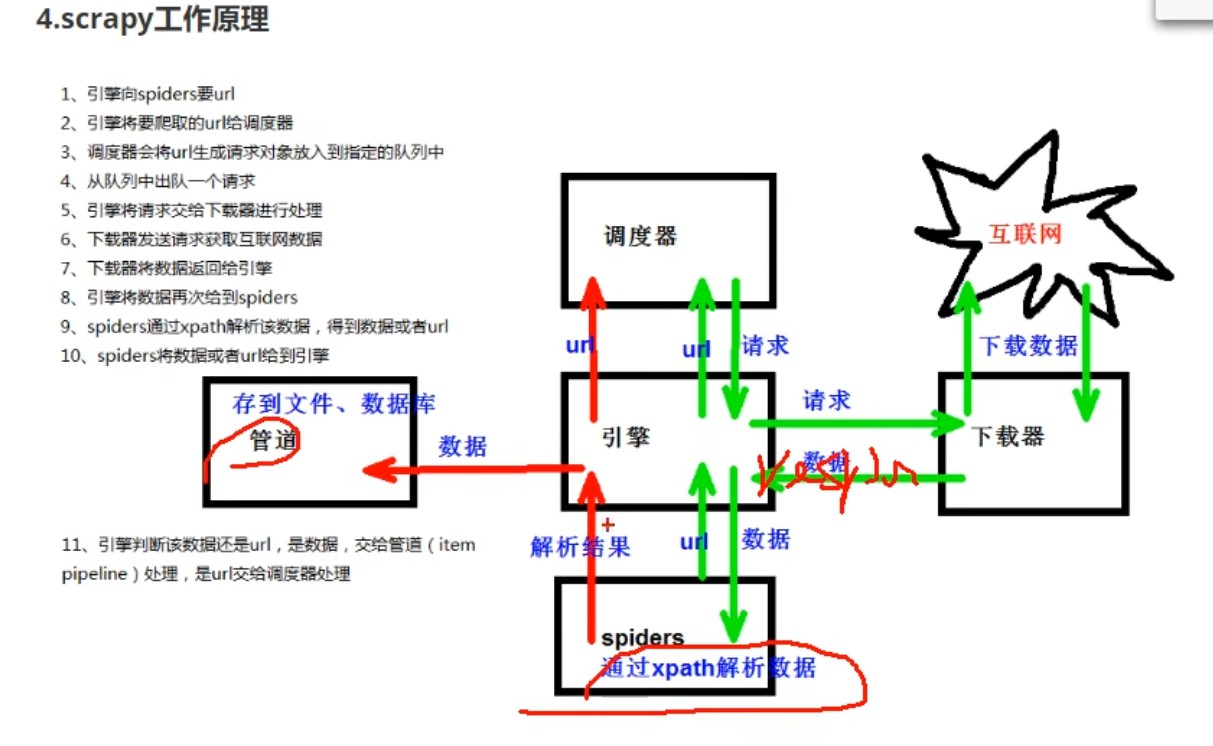 4.scrapy工作原理
1、引擎向spiders要url
2、引擎将要爬取的url给调度器
3、调度器会将url生成请求对象放入到指定的队列中
4、从队列中出队一个请求
5、引擎将请求交给下载器进行处理
6、下载器发送请求获取互联网数据
7、下载器将数据返回给引擎
8、引擎将数据再次给到spiders
9、spiders通过xpath解析该数据，得到数据或者url
10、spiders将数据或者url给到引擎
调度器
互联网
url
url
请求
下载数据
存到文件、数据库
管道
数据
引擎
请求
数据
下载器
解析结果
url
数据
11、引擎判断该数据还是url，是数据，交给管道（item
pipeline）处理，是url交给调度器处理
spiders
通过xpath解析数据